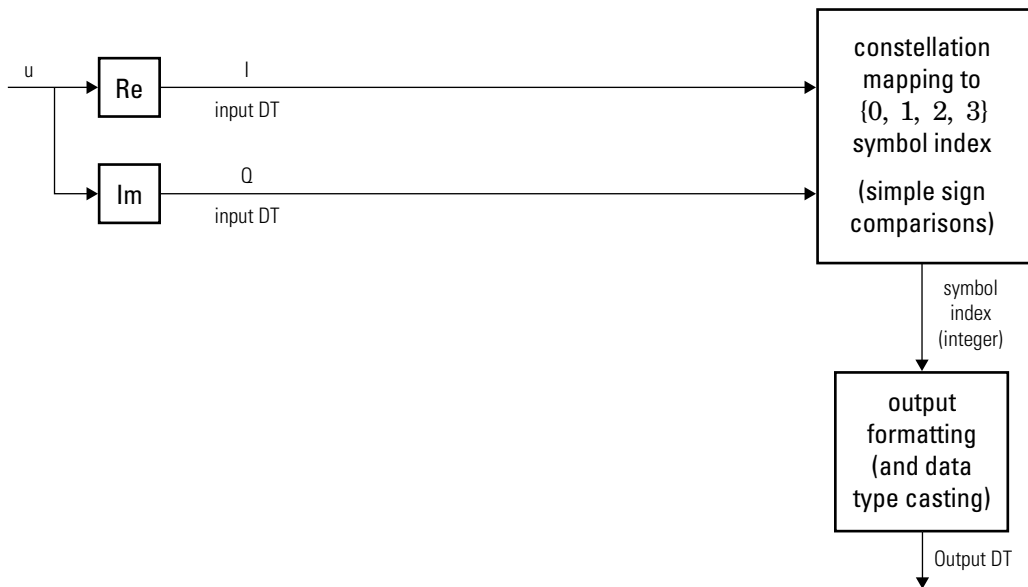 u
Re
I
input DT
Im
Q
input DT
constellation
mapping to
{0, 1, 2, 3}
symbol index
(simple sign
comparisons)
symbol
index
(integer)
output
formatting
(and data
type casting)
Output DT